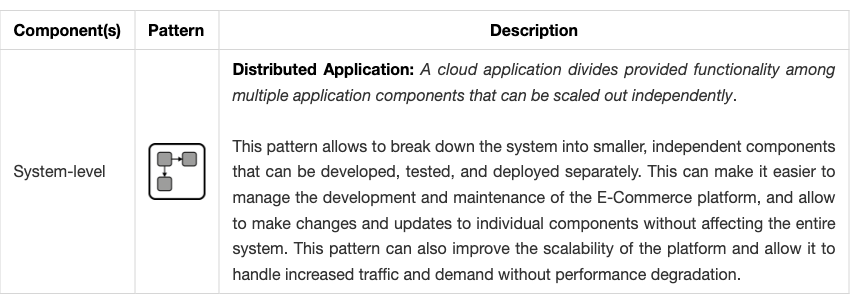 Component(s) Pattern Description
Distributed Application: A cloud application divides provided functionality among
multiple application components that can be scaled out independently.
This pattern allows to break down the system into smaller, independent components
that can be developed, tested, and deployed separately. This can make it easier to
System-level
manage the development and maintenance of the E-Commerce platform, and allow
to make changes and updates to individual components without affecting the entire
system. This pattern can also improve the scalability of the platform and allow it to
handle increased traffic and demand without performance degradation.